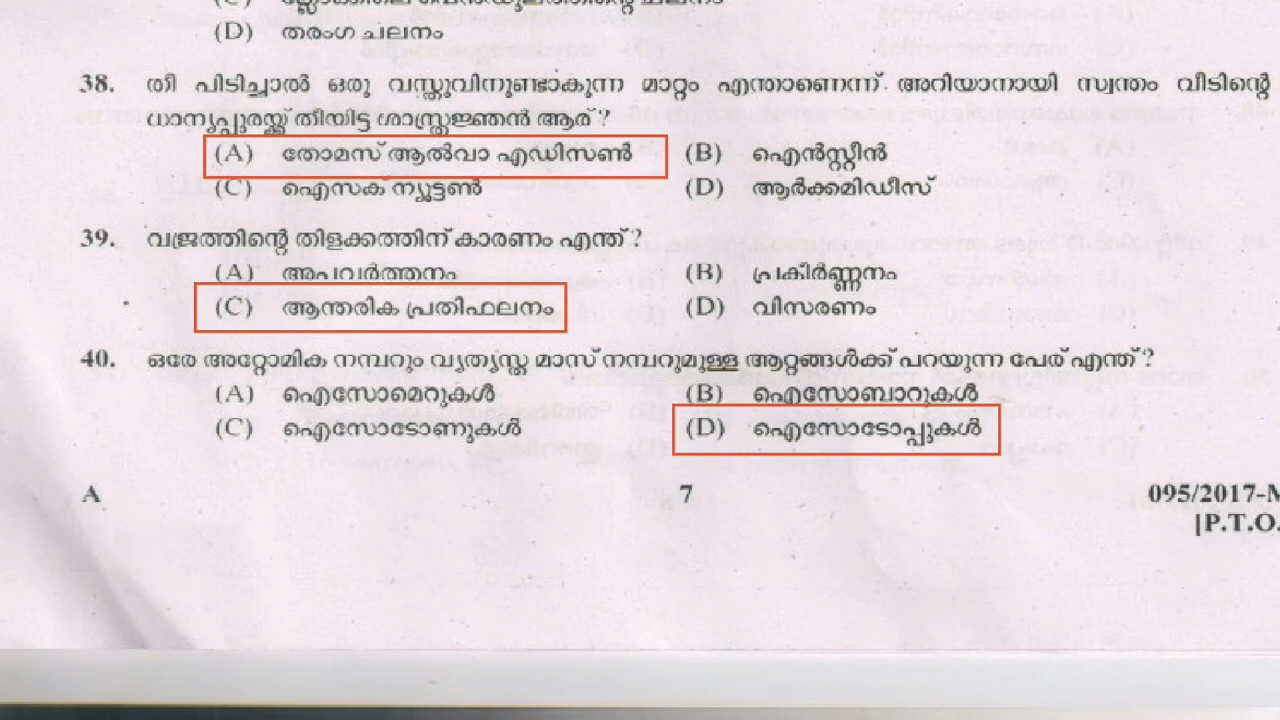 (D) തരംഗ ചലനം
38. തീ പിടിച്ചാൽ ഒരു വസ്തുവിനുണ്ടാകുന്ന മാറ്റം എന്താണെന്ന് അറിയാനായി സ്വന്തം വീടിന്റെ
ധാന്യപ്പുരയ്ക്ക് തീയിട്ട ശാസ്ത്രജ്ഞൻ ആര് ?
(A) തോമസ് ആൽവാ എഡിസൺ (B) ഐൻസ്റ്റീൻ
(C) ഐസക് ന്യൂട്ടൺ (D) ആർക്കമിഡീസ്
39. വജ്രത്തിന്റെ തിളക്കത്തിന് കാരണം എന്ത് ?
(A) അപവർത്തനം (B) പ്രകീർണ്ണനം
(C) ആന്തരിക പ്രതിഫലനം (D) വിസരണം
40. ഒരേ അറ്റോമിക നമ്പറും വ്യത്യസ്ത മാസ് നമ്പറുമുള്ള ആറ്റങ്ങൾക്ക് പറയുന്ന പേര് എന്ത് ?
(A) ഐസോമെറുകൾ (B) ഐസോബാറുകൾ
(C) ഐസോടോണുകൾ (D) ഐസോടോപ്പുകൾ
A 7 095/2017-M
[P.T.O.